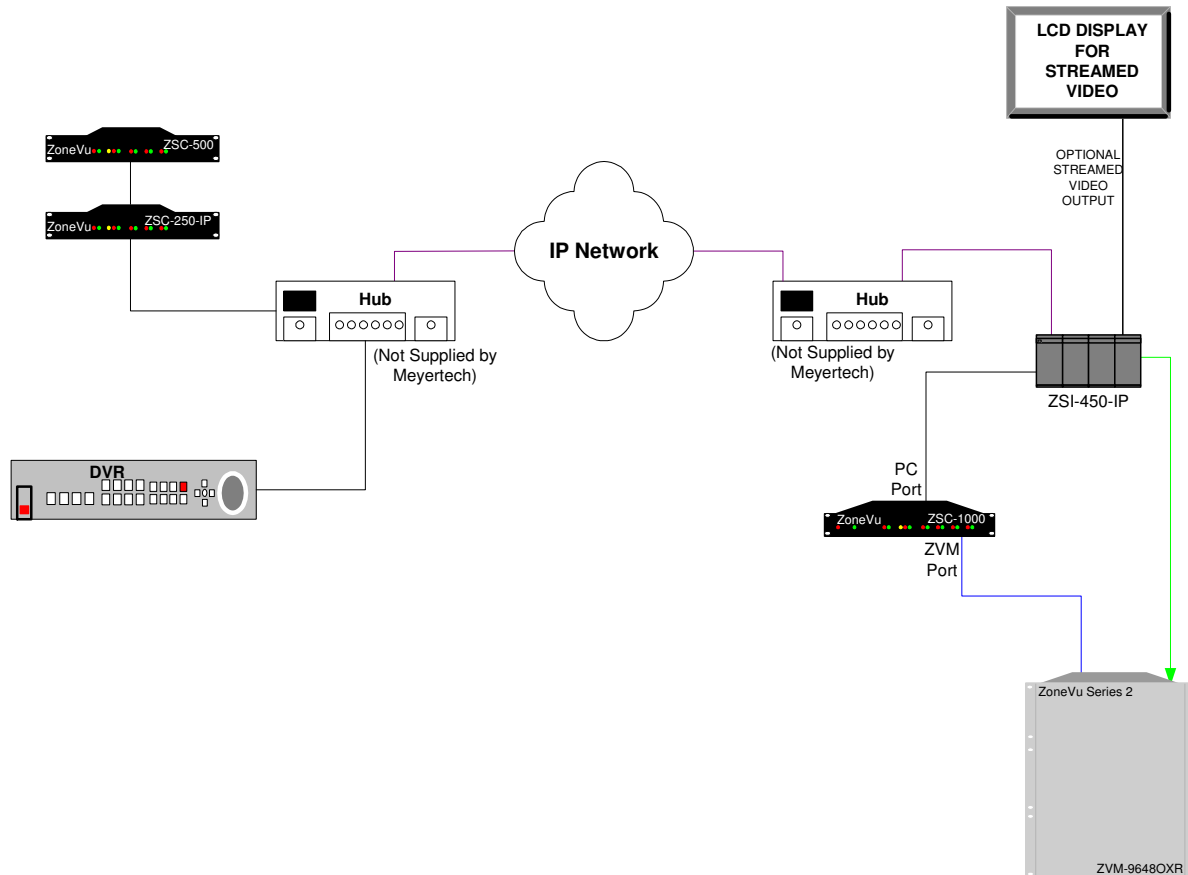 LCD DISPLAY
FOR
STREAMED
VIDEO
OPTIONAL
STREAMED
VIDEO
OUTPUT
ZoneVu ZSC-500
ZoneVu ZSC-250-IP
IP Network
Hub
(Not Supplied by
Meyertech)
Hub
(Not Supplied by
Meyertech)
ZSI-450-IP
DVR
PC
Port
ZoneVu ZSC-1000
ZVM
Port
ZoneVu Series 2
ZVM-9648OXR